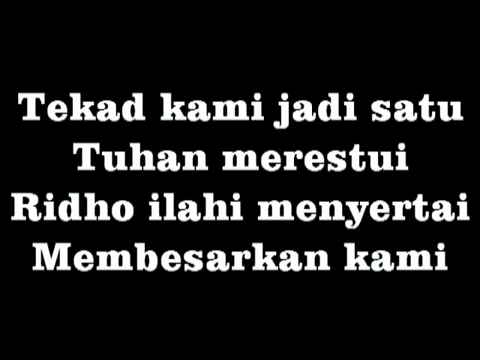 Tekad kami jadi satu
Tuhan merestui
Ridho ilahi menyertai
Membesarkan kami